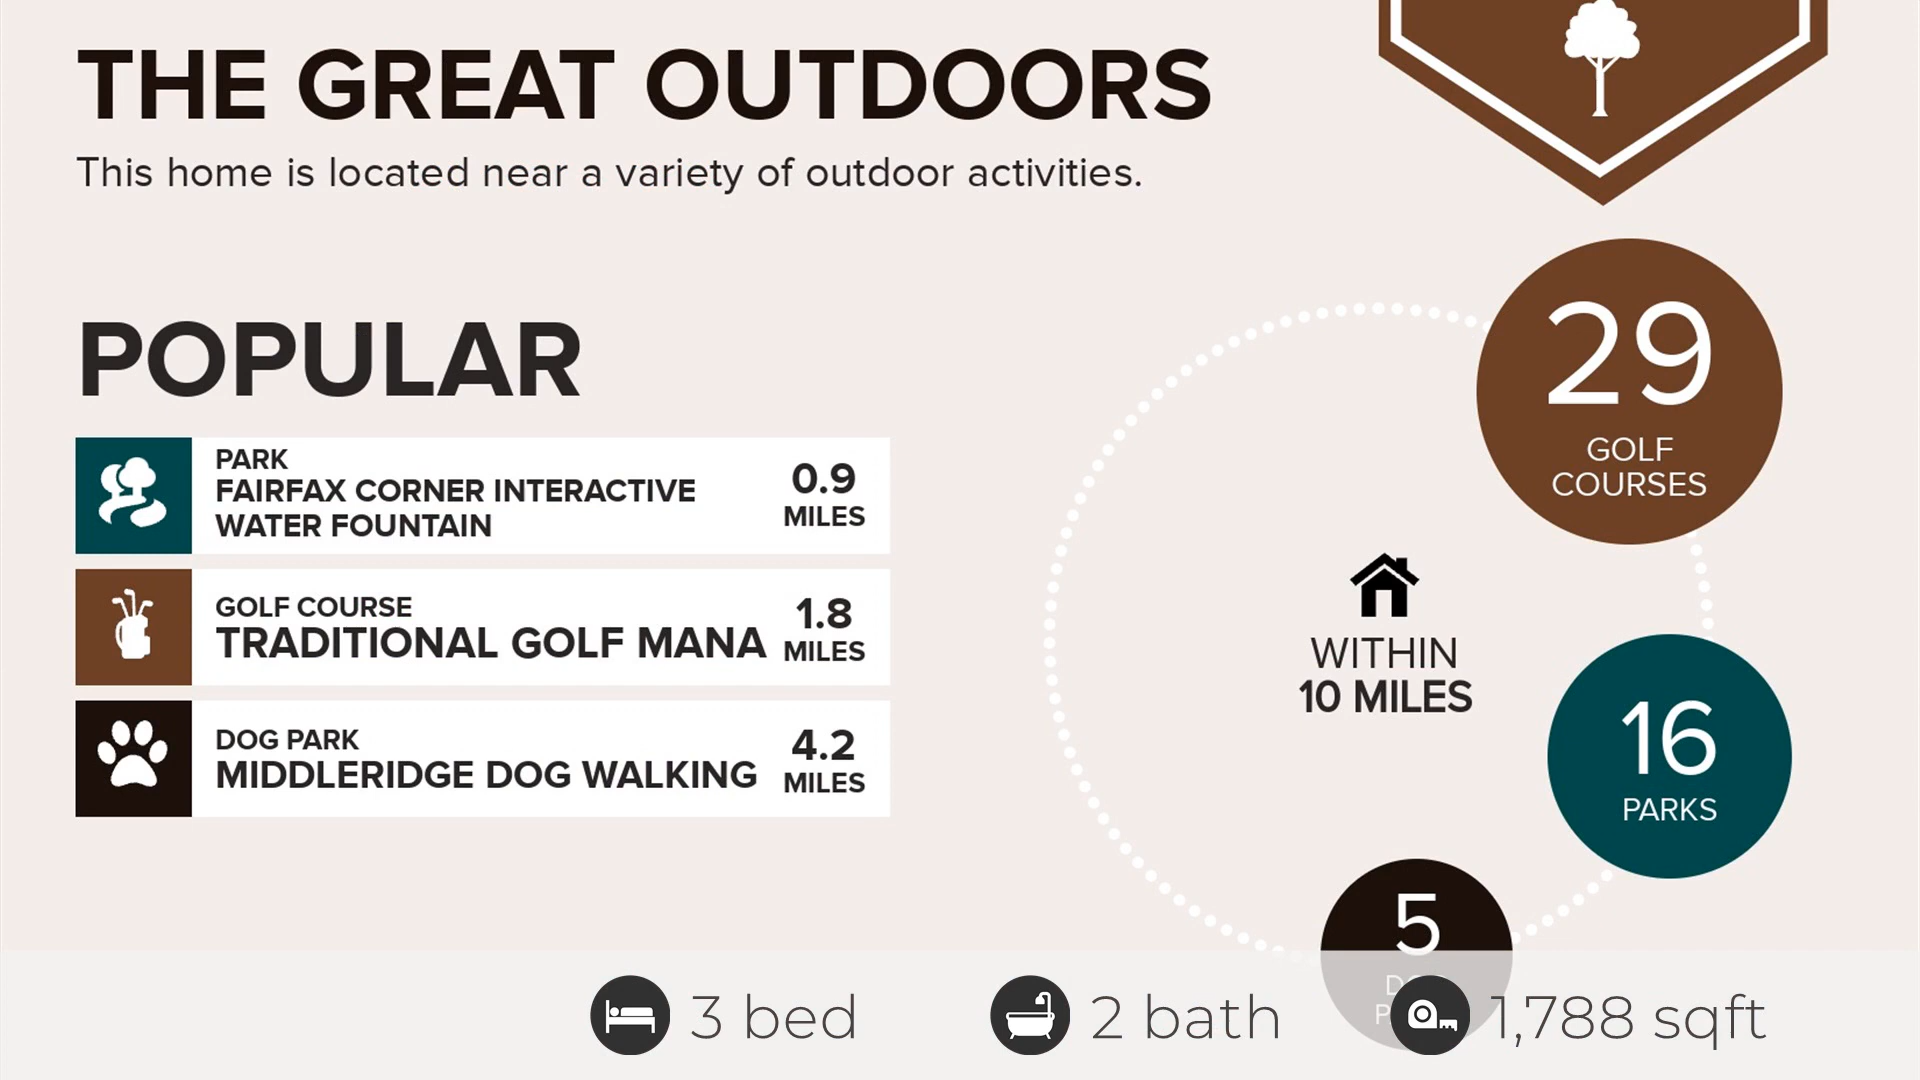 THE GREAT OUTDOORS
This home is located near a variety of outdoor activities.
POPULAR
PARK
FAIRFAX CORNER INTERACTIVE
WATER FOUNTAIN
0.9
MILES
GOLF COURSE
TRADITIONAL GOLF MANA
1.8
MILES
DOG PARK
MIDDLERIDGE DOG WALKING
4.2
MILES
29
GOLF
COURSES
WITHIN
10 MILES
16
PARKS
5
3 bed
2 bath
1,788 sqft